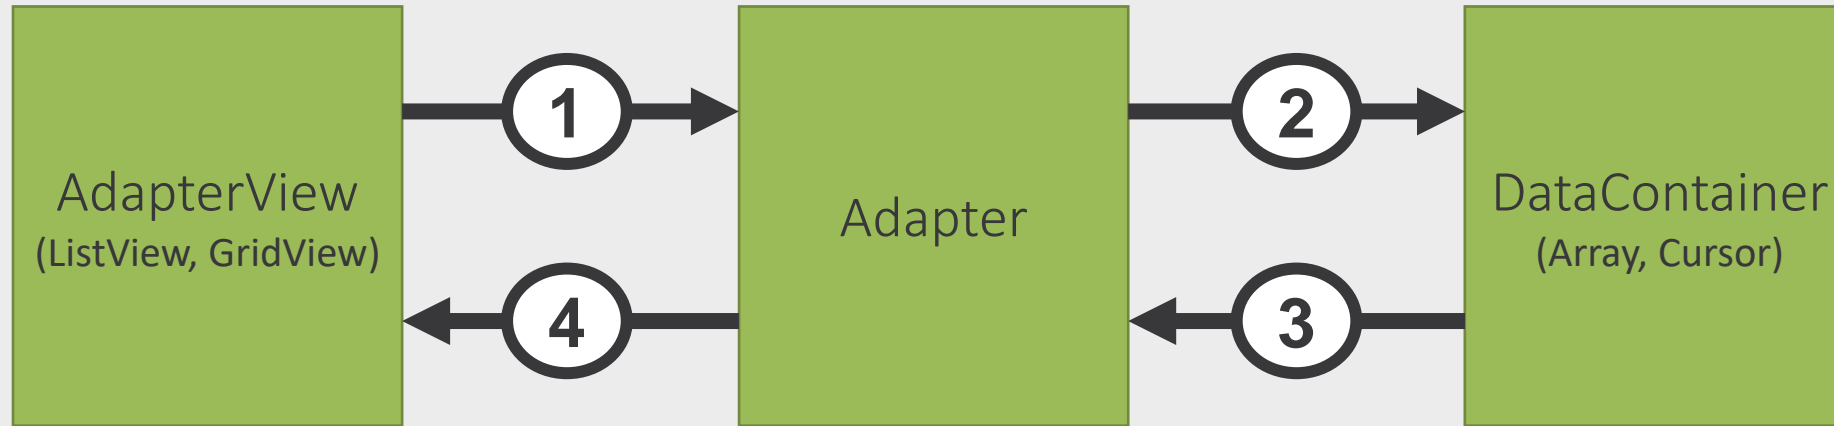 AdapterView
(ListView, GridView)
1
4
Adapter
2
3
DataContainer
(Array, Cursor)